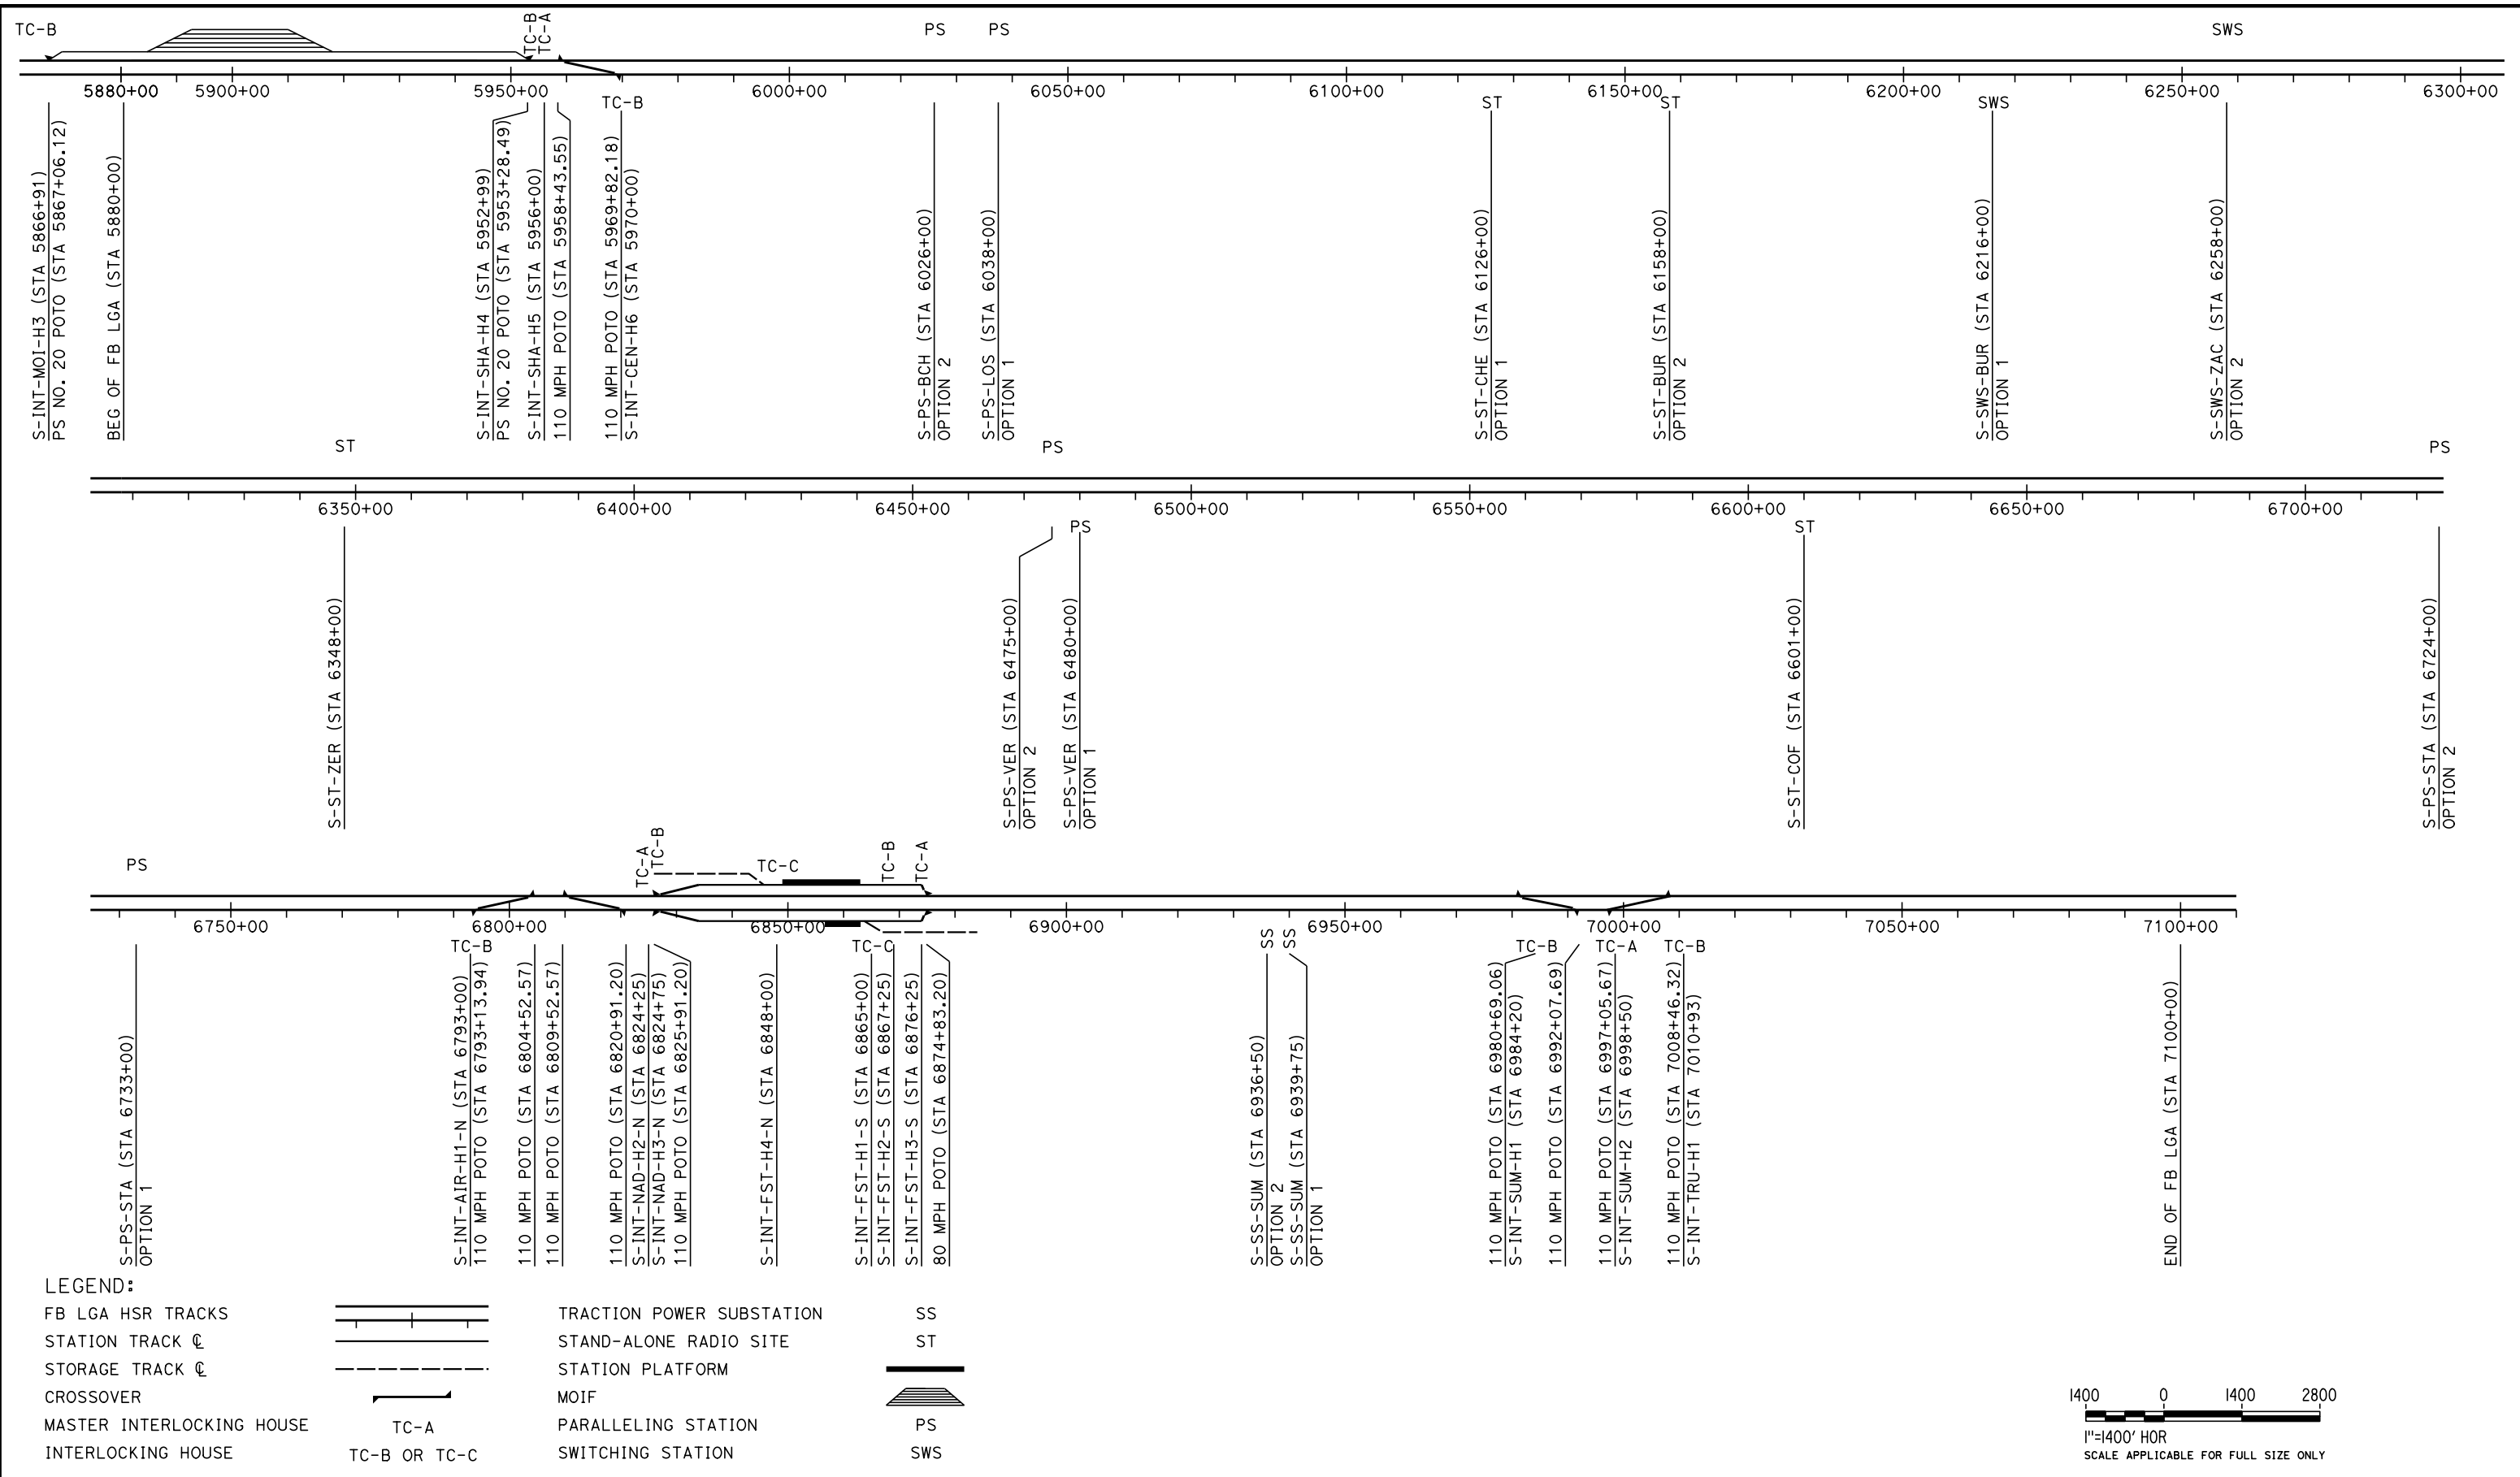 TC-B
TC-B
TC-A
PS
PS
SWS
5880+00
5900+00
5950+00
6000+00
6050+00
6100+00
6150+00
6200+00
6250+00
6300+00
TC-B
ST
ST
SWS
S-INT-MOI-H3 (STA 5866+91)
PS NO. 20 POTO (STA 5867+06.12)
BEG OF FB LGA (STA 5880+00)
S-INT-SHA-H4 (STA 5952+99)
PS NO. 20 POTO (STA 5953+28.49)
S-INT-SHA-H5 (STA 5956+00)
110 MPH POTO (STA 5958+43.55)
110 MPH POTO (STA 5969+82.18)
S-INT-CEN-H6 (STA 5970+00)
S-PS-BCH (STA 6026+00)
OPTION 2
S-PS-LOS (STA 6038+00)
OPTION 1
S-ST-CHE (STA 6126+00)
OPTION 1
S-ST-BUR (STA 6158+00)
OPTION 2
S-SWS-BUR (STA 6216+00)
OPTION 1
S-SWS-ZAC (STA 6258+00)
OPTION 2
ST
PS
PS
6350+00
6400+00
6450+00
6500+00
6550+00
6600+00
6650+00
6700+00
PS
ST
S-ST-ZER (STA 6348+00)
S-PS-VER (STA 6475+00)
OPTION 2
S-PS-VER (STA 6480+00)
OPTION 1
S-ST-COF (STA 6601+00)
S-PS-STA (STA 6724+00)
OPTION 2
PS
TC-A
TC-B
TC-C
TC-B
TC-A
6750+00
6800+00
6850+00
6900+00
6950+00
7000+00
7050+00
7100+00
TC-B
TC-C
SS
SS
TC-B
TC-A
TC-B
S-PS-STA (STA 6733+00)
OPTION 1
S-INT-AIR-H1-N (STA 6793+00)
110 MPH POTO (STA 6793+13.94)
110 MPH POTO (STA 6804+52.57)
110 MPH POTO (STA 6809+52.57)
110 MPH POTO (STA 6820+91.20)
S-INT-NAD-H2-N (STA 6824+25)
S-INT-NAD-H3-N (STA 6824+75)
110 MPH POTO (STA 6825+91.20)
S-INT-FST-H4-N (STA 6848+00)
S-INT-FST-H1-S (STA 6865+00)
S-INT-FST-H2-S (STA 6867+25)
S-INT-FST-H3-S (STA 6876+25)
80 MPH POTO (STA 6874+83.20)
S-SS-SUM (STA 6936+50)
OPTION 2
S-SS-SUM (STA 6939+75)
OPTION 1
110 MPH POTO (STA 6980+69.06)
S-INT-SUM-H1 (STA 6984+20)
110 MPH POTO (STA 6992+07.69)
110 MPH POTO (STA 6997+05.67)
S-INT-SUM-H2 (STA 6998+50)
110 MPH POTO (STA 7008+46.32)
S-INT-TRU-H1 (STA 7010+93)
END OF FB LGA (STA 7100+00)
LEGEND:
FB LGA HSR TRACKS
STATION TRACK ℄
STORAGE TRACK ℄
CROSSOVER
MASTER INTERLOCKING HOUSE TC-A
INTERLOCKING HOUSE TC-B OR TC-C
TRACTION POWER SUBSTATION SS
STAND-ALONE RADIO SITE ST
STATION PLATFORM
MOIF
PARALLELING STATION PS
SWITCHING STATION SWS
1400 0 1400 2800
1"=1400' HOR
SCALE APPLICABLE FOR FULL SIZE ONLY